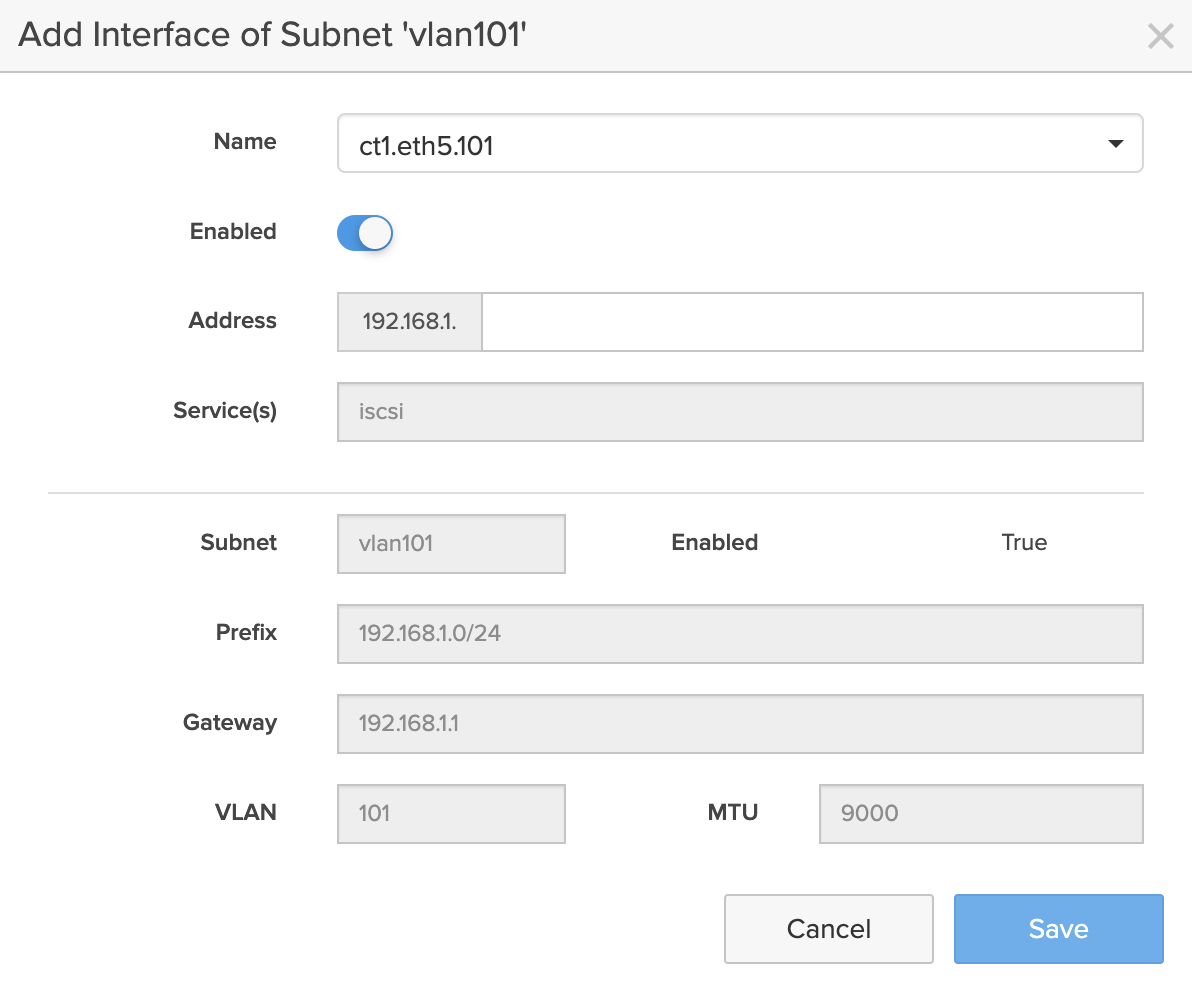 Add Interface of Subnet 'vlan101'
Name ct1.eth5.101
Enabled
Address 192.168.1.
Service(s) iscsi
Subnet vlan101 Enabled True
Prefix 192.168.1.0/24
Gateway 192.168.1.1
VLAN 101 MTU 9000
Cancel Save